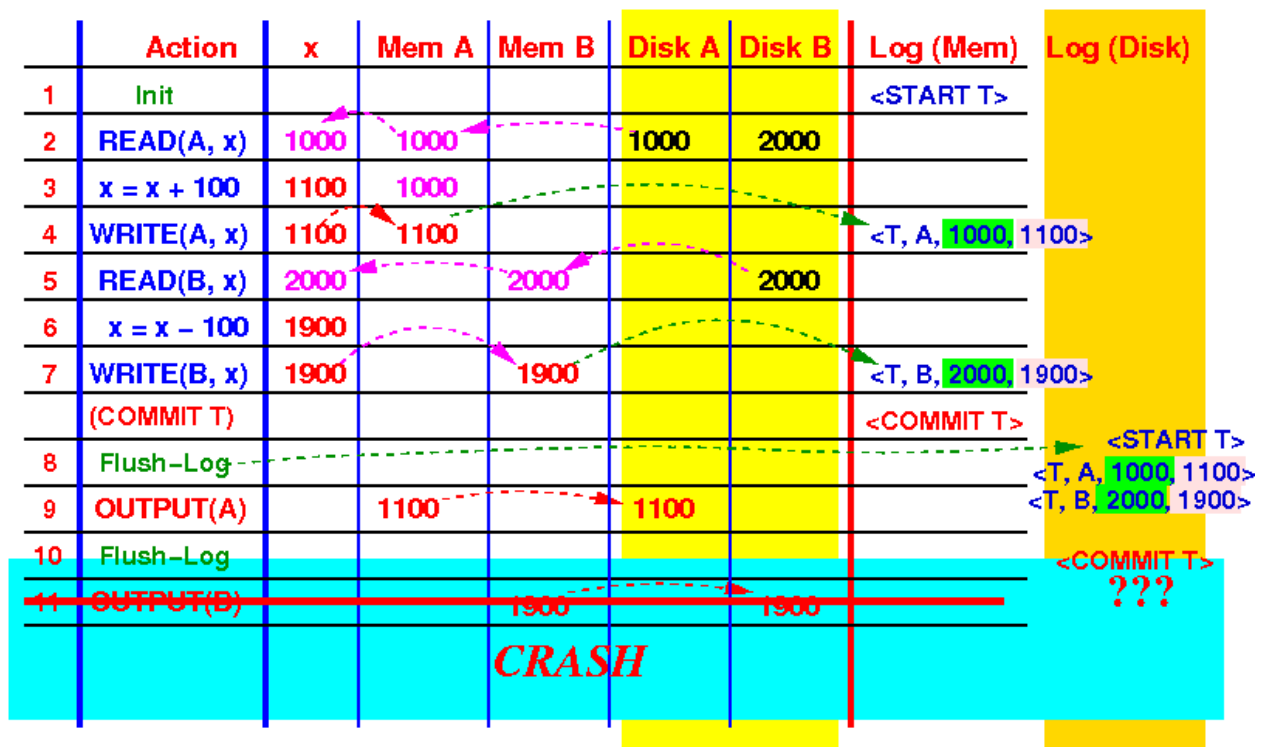 Action x Mem A Mem B Disk A Disk B Log (Mem) Log (Disk)
1 Init <START T>
2 READ(A, x) 1000 1000 1000 2000
3 x = x + 100 1100 1000
4 WRITE(A, x) 1100 1100 <T, A, 1000, 1100>
5 READ(B, x) 2000 2000 2000
6 x = x − 100 1900
7 WRITE(B, x) 1900 1900 <T, B, 2000, 1900>
(COMMIT T) <COMMIT T>
<START T>
8 Flush−Log <T, A, 1000, 1100>
<T, B, 2000, 1900>
9 OUTPUT(A) 1100 1100
10 Flush−Log <COMMIT T>
???
11 OUTPUT(B) 1900 1900
CRASH